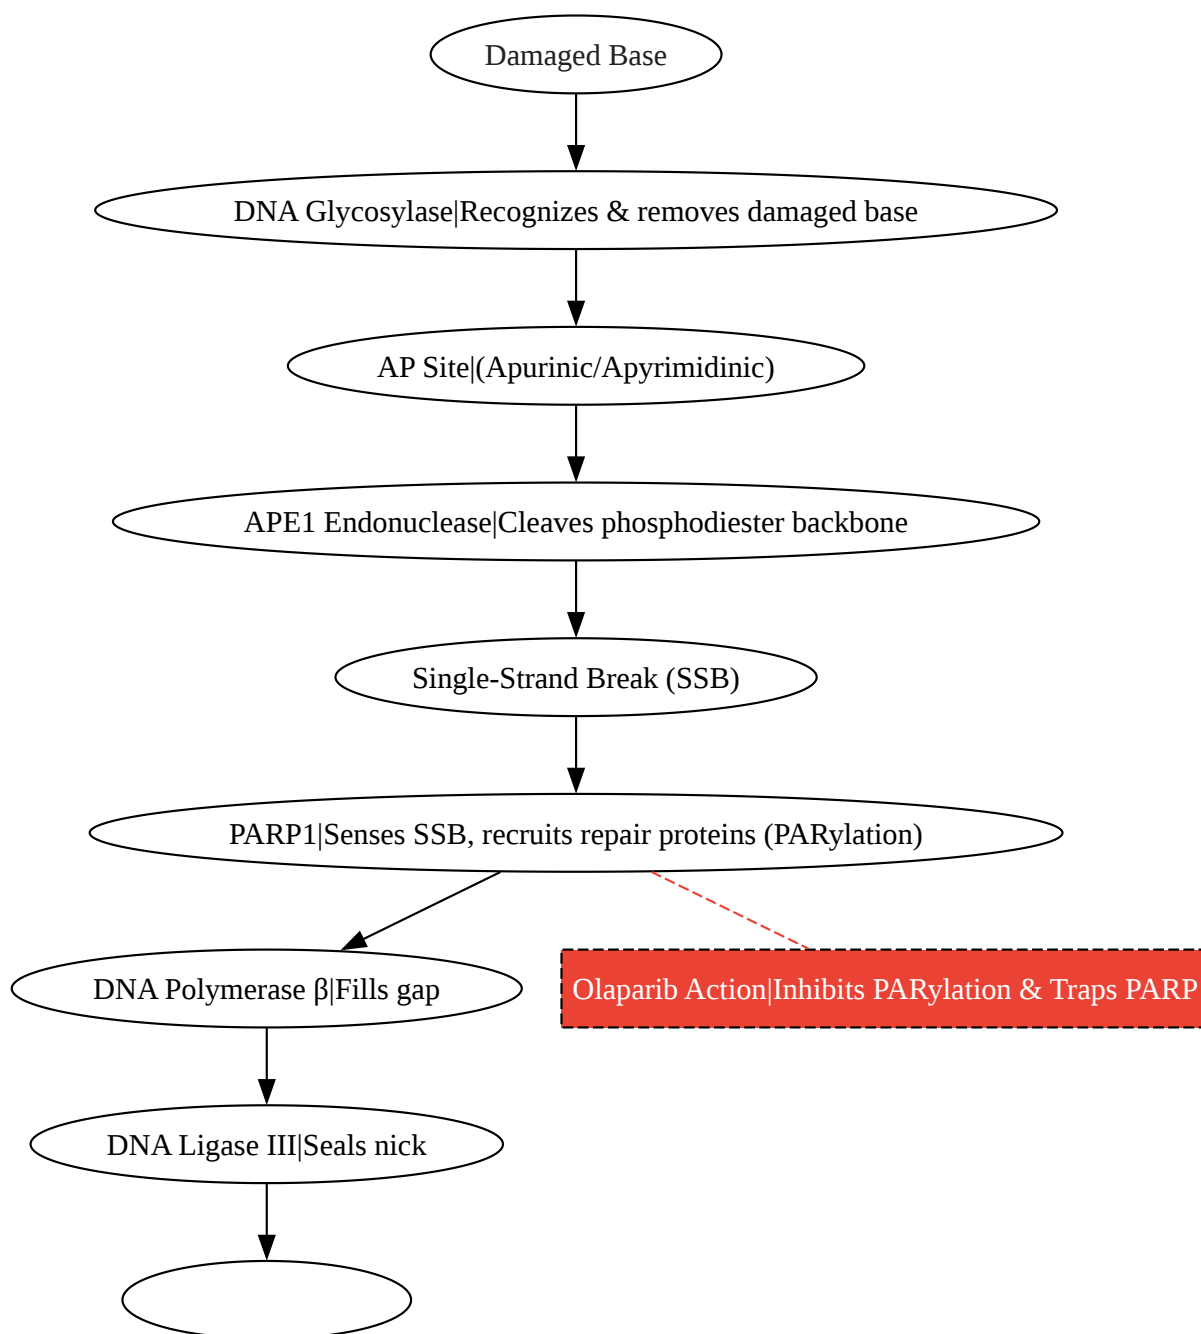 Damaged Base
DNA Glycosylase|Recognizes & removes damaged base
AP Site|(Apurinic/Apyrimidinic)
APE1 Endonuclease|Cleaves phosphodiester backbone
Single-Strand Break (SSB)
PARP1|Senses SSB, recruits repair proteins (PARylation)
DNA Polymerase β|Fills gap
Olaparib Action|Inhibits PARylation & Traps PARP
DNA Ligase III|Seals nick